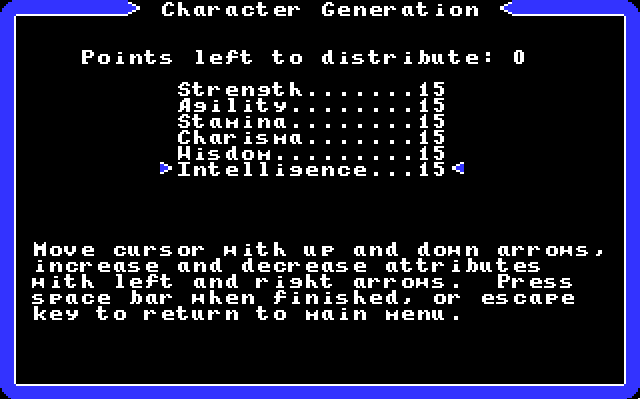 Character Generation
Points left to distribute: 0
Strength.......15
Agility........15
Stamina........15
Charisma.......15
Wisdom.........15
Intelligence...15
Move cursor with up and down arrows,
increase and decrease attributes
with left and right arrows.  Press
space bar when finished, or escape
key to return to main menu.